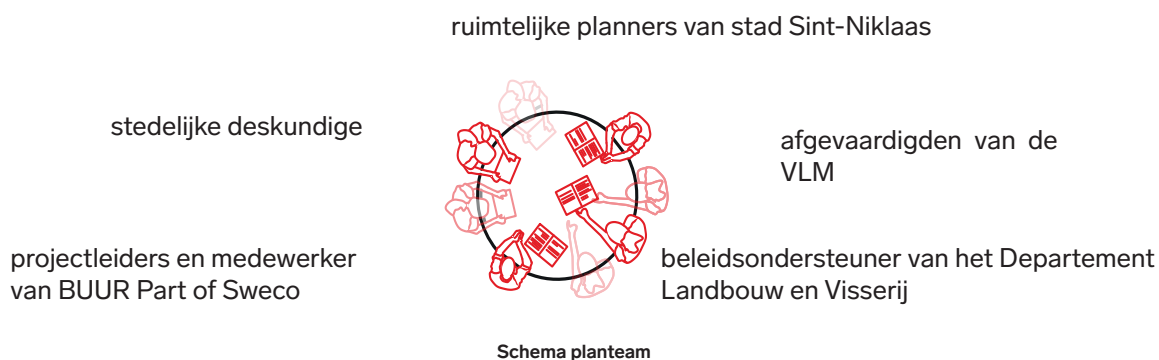 ruimtelijke planners van stad Sint-Niklaas
stedelijke deskundige
afgevaardigden van de
VLM
projectleiders en medewerker
van BUUR Part of Sweco
beleidsondersteuner van het Departement
Landbouw en Visserij
Schema planteam